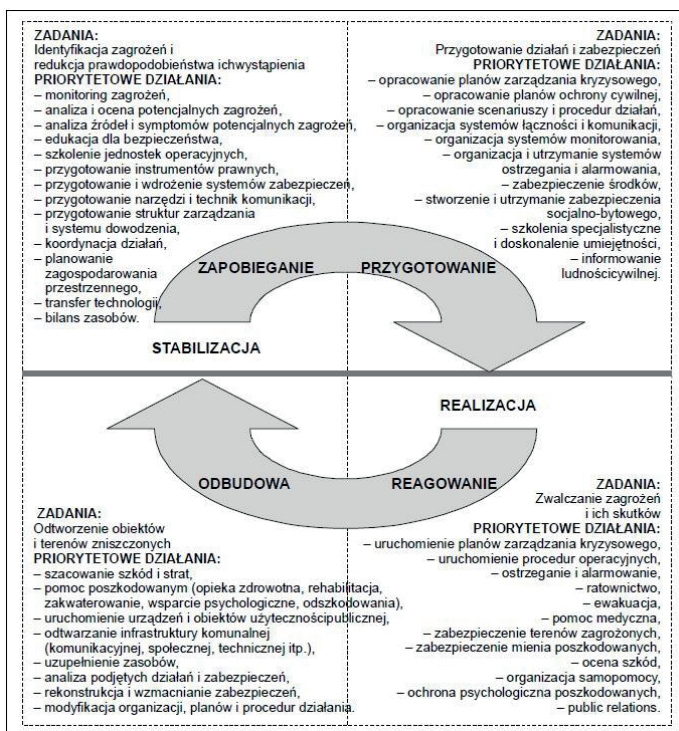 ZADANIA:
Identyfikacja zagrożeń i
redukcja prawdopodobieństwa ichwystąpienia
PRIORYTETOWE DZIAŁANIA:
– monitoring zagrożeń,
– analiza i ocena potencjalnych zagrożeń,
– analiza źródeł i symptomów potencjalnych zagrożeń,
– edukacja dla bezpieczeństwa,
– szkolenie jednostek operacyjnych,
– przygotowanie instrumentów prawnych,
– przygotowanie i wdrożenie systemów zabezpieczeń,
– przygotowanie narzędzi i technik komunikacji,
– przygotowanie struktur zarządzania
i systemu dowodzenia,
– koordynacja działań,
– planowanie
zagospodarowania
przestrzennego,
– transfer technologii,
– bilans zasobów.
ZADANIA:
Przygotowanie działań i zabezpieczeń
PRIORYTETOWE DZIAŁANIA:
– opracowanie planów zarządzania kryzysowego,
– opracowanie planów ochrony cywilnej,
– opracowanie scenariuszy i procedur działań,
– organizacja systemów łączności i komunikacji,
– organizacja systemów monitorowania,
– organizacja i utrzymanie systemów
ostrzegania i alarmowania,
– zabezpieczenie środków,
– stworzenie i utrzymanie zabezpieczenia
socjalno-bytowego,
– szkolenia specjalistyczne
i doskonalenie umiejętności,
– informowanie
ludnościcywilnej.
ZAPOBIEGANIE
PRZYGOTOWANIE
STABILIZACJA
REALIZACJA
ODBUDOWA
REAGOWANIE
ZADANIA:
Odtworzenie obiektów
i terenów zniszczonych
PRIORYTETOWE DZIAŁANIA:
– szacowanie szkód i strat,
– pomoc poszkodowanym (opieka zdrowotna, rehabilitacja,
zakwaterowanie, wsparcie psychologiczne, odszkodowania),
– uruchomienie urządzeń i obiektów użytecznościpublicznej,
– odtwarzanie infrastruktury komunalnej
(komunikacyjnej, społecznej, technicznej itp.),
– uzupełnienie zasobów,
– analiza podjętych działań i zabezpieczeń,
– rekonstrukcja i wzmacnianie zabezpieczeń,
– modyfikacja organizacji, planów i procedur działania.
ZADANIA:
Zwalczanie zagrożeń
i ich skutków
PRIORYTETOWE DZIAŁANIA:
– uruchomienie planów zarządzania kryzysowego,
– uruchomienie procedur operacyjnych,
– ostrzeganie i alarmowanie,
– ratownictwo,
– ewakuacja,
– pomoc medyczna,
– zabezpieczenie terenów zagrożonych,
– zabezpieczenie mienia poszkodowanych,
– ocena szkód,
– organizacja samopomocy,
– ochrona psychologiczna poszkodowanych,
– public relations.